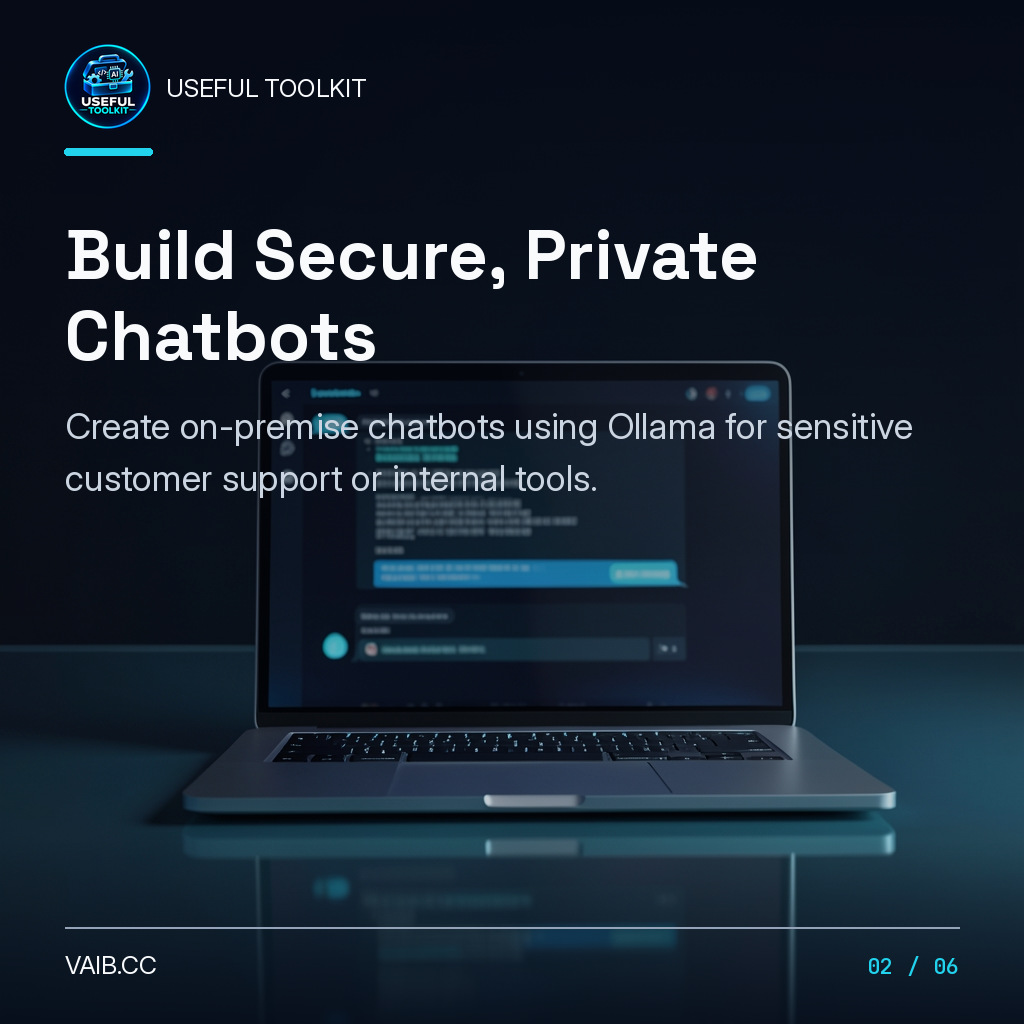 AI
USEFUL
TOOLKIT
USEFUL TOOLKIT
Build Secure, Private
Chatbots
Create on-premise chatbots using Ollama for sensitive
customer support or internal tools.
VAIB.CC
02 / 06